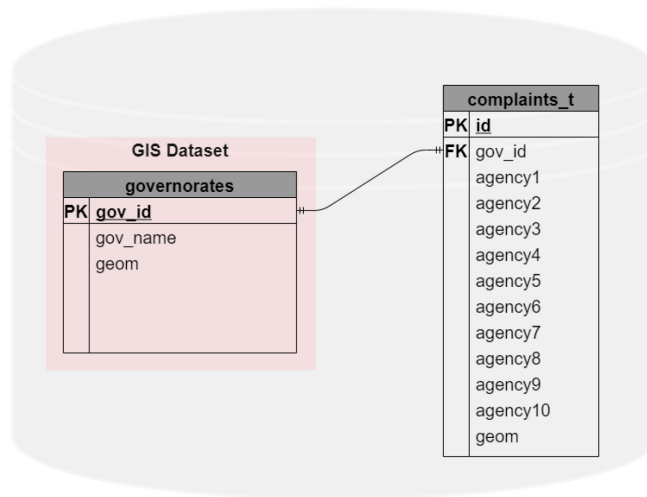 GIS Dataset
governorates
PK gov_id
gov_name
geom
complaints_t
PK id
FK gov_id
agency1
agency2
agency3
agency4
agency5
agency6
agency7
agency8
agency9
agency10
geom